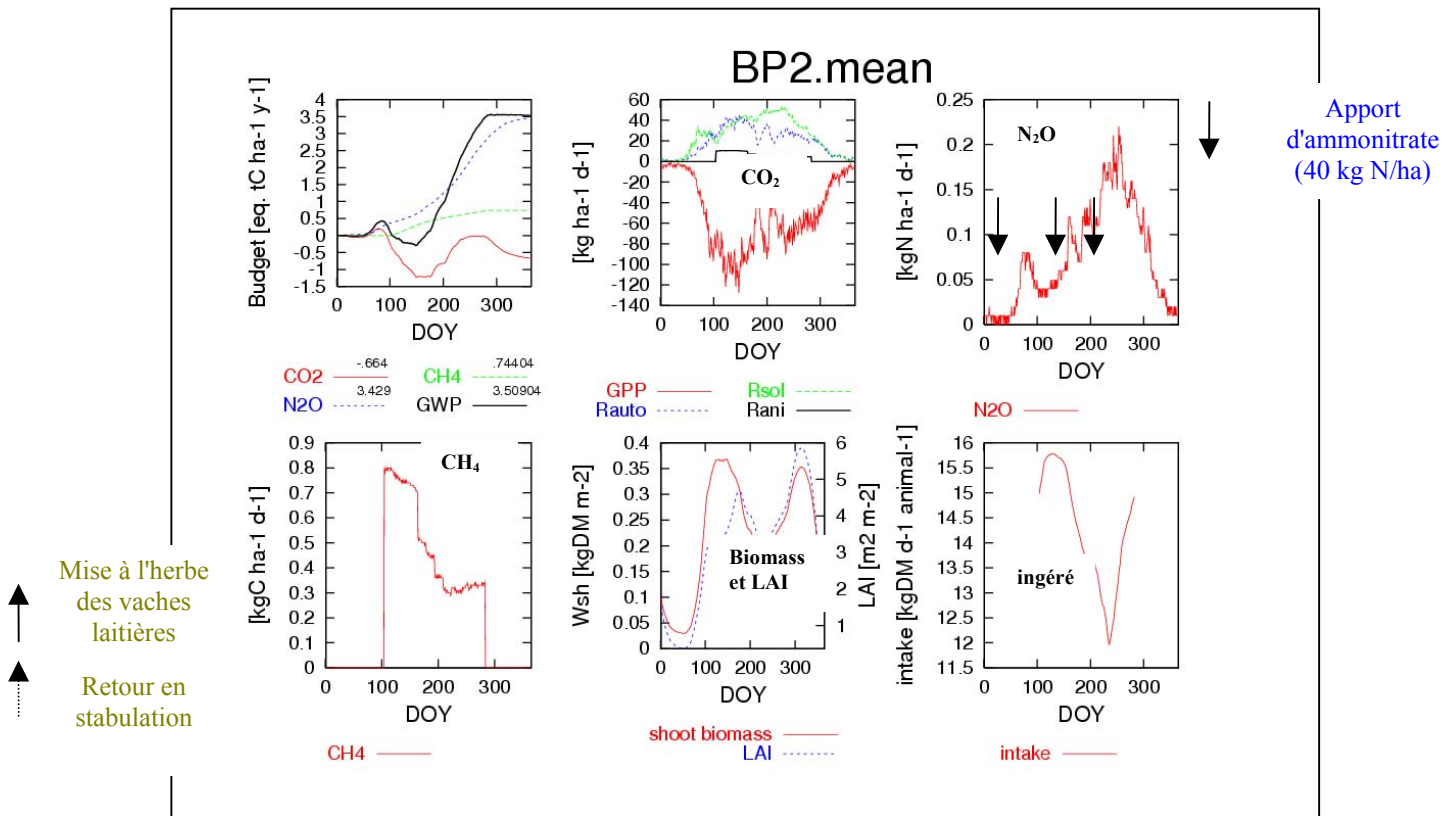 BP2.mean
Budget [eq. tC ha-1 y-1]
4
3.5
3
2.5
2
1.5
1
0.5
0
-0.5
-1
-1.5
0 100 200 300
DOY
CO2 -.664 CH4 .74404
N2O 3.429 GWP 3.50904
[kg ha-1 d-1]
60
40
20
0
-20
-40
-60
-80
-100
-120
-140
CO₂
0 100 200 300
DOY
GPP Rsol
Rauto Rani
[kgN ha-1 d-1]
0.25
0.2
0.15
0.1
0.05
0
N₂O
0 100 200 300
DOY
N2O
Apport
d'ammonitrate
(40 kg N/ha)
Mise à l'herbe
des vaches
laitières
Retour en
stabulation
[kgC ha-1 d-1]
0.9
0.8
0.7
0.6
0.5
0.4
0.3
0.2
0.1
0
CH₄
0 100 200 300
DOY
CH4
Wsh [kgDM m-2]
0.4
0.35
0.3
0.25
0.2
0.15
0.1
0.05
0
Biomass
et LAI
6
5
4
3
2
1
LAI [m2 m-2]
0 100 200 300
DOY
shoot biomass
LAI
intake [kgDM d-1 animal-1]
16
15.5
15
14.5
14
13.5
13
12.5
12
11.5
ingéré
0 100 200 300
DOY
intake